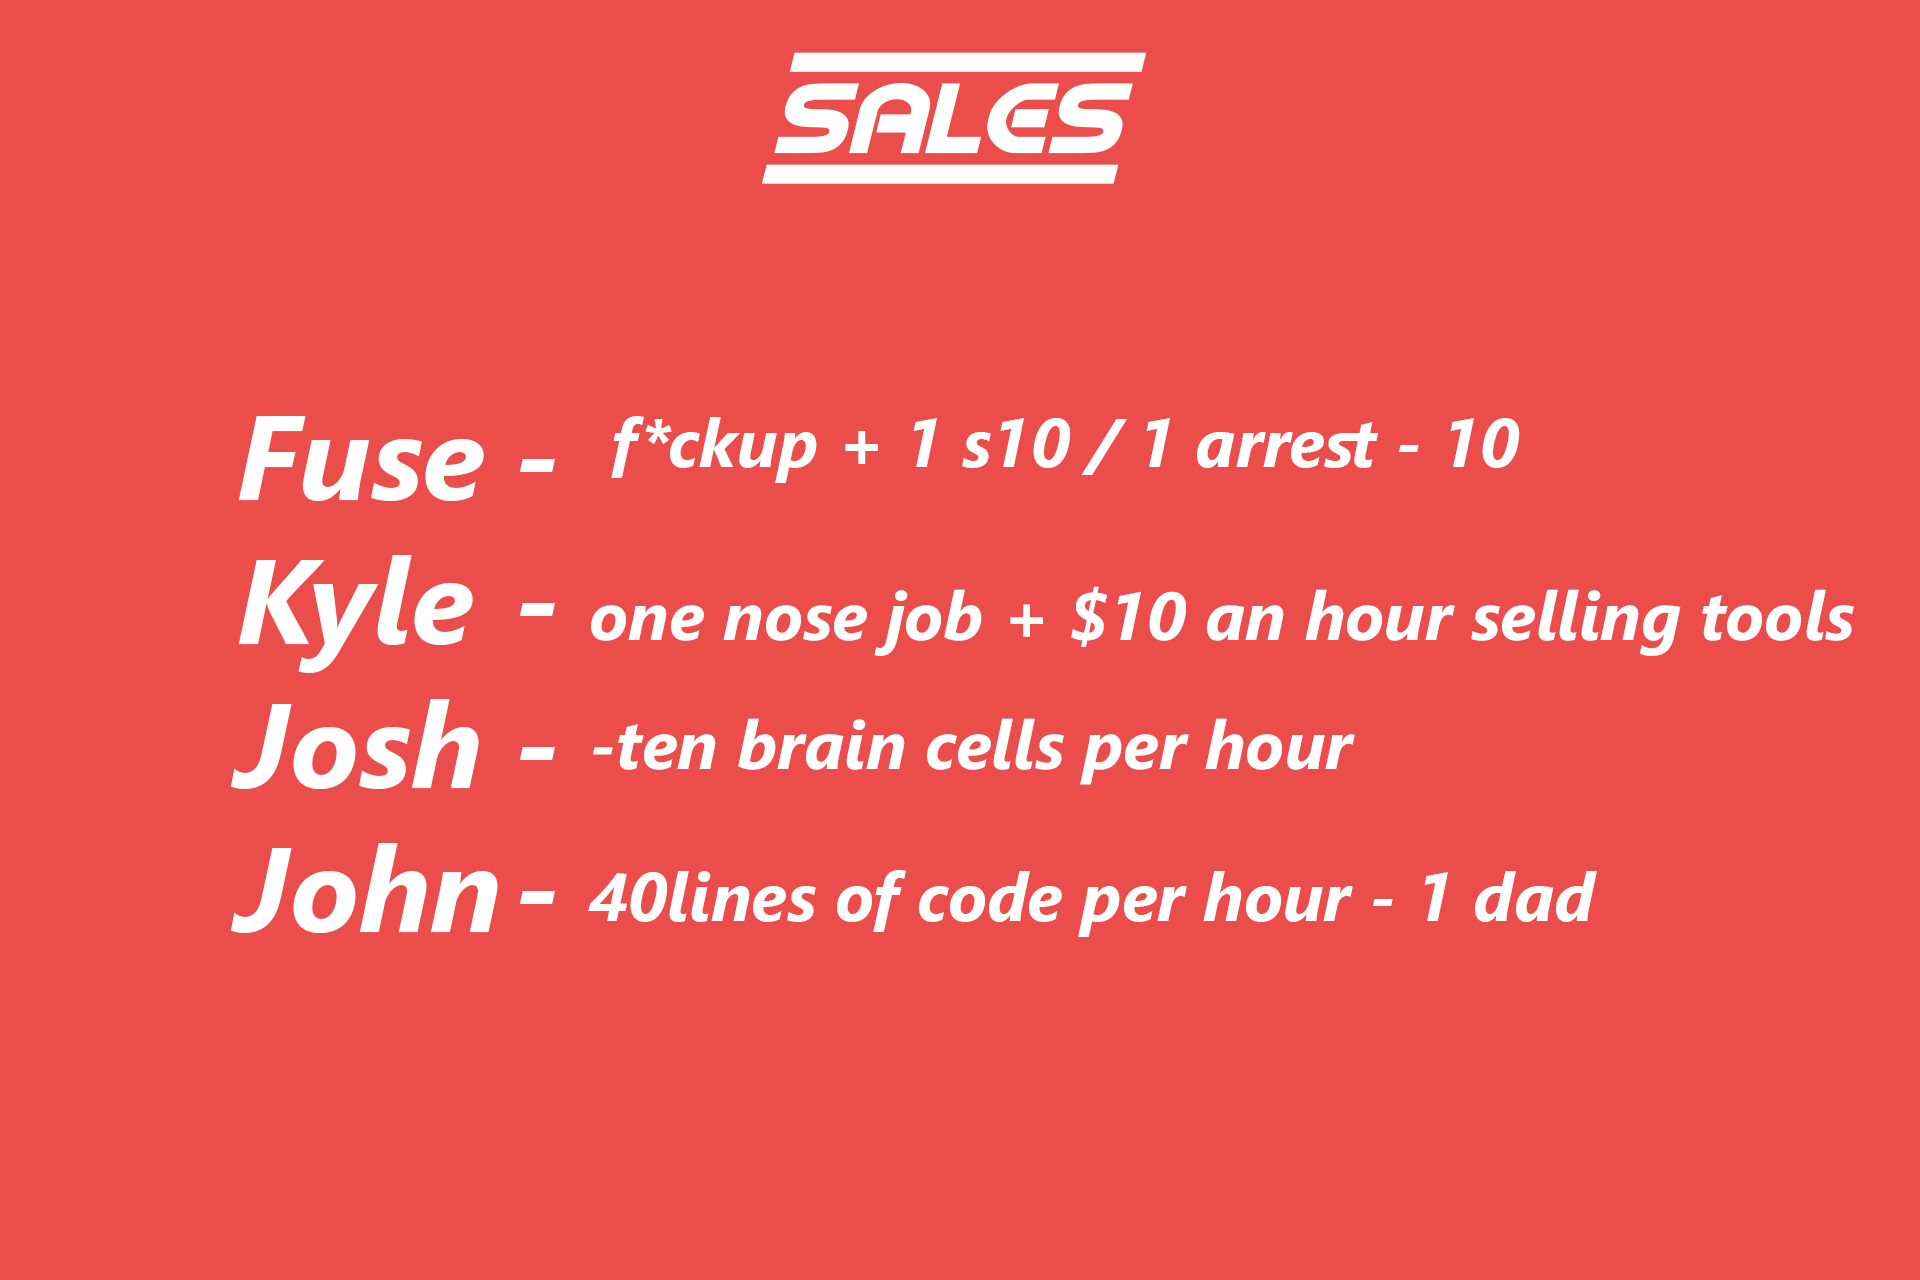 SALES
Fuse - f*ckup + 1 s10 / 1 arrest - 10
Kyle - one nose job + $10 an hour selling tools
Josh - -ten brain cells per hour
John - 40lines of code per hour - 1 dad